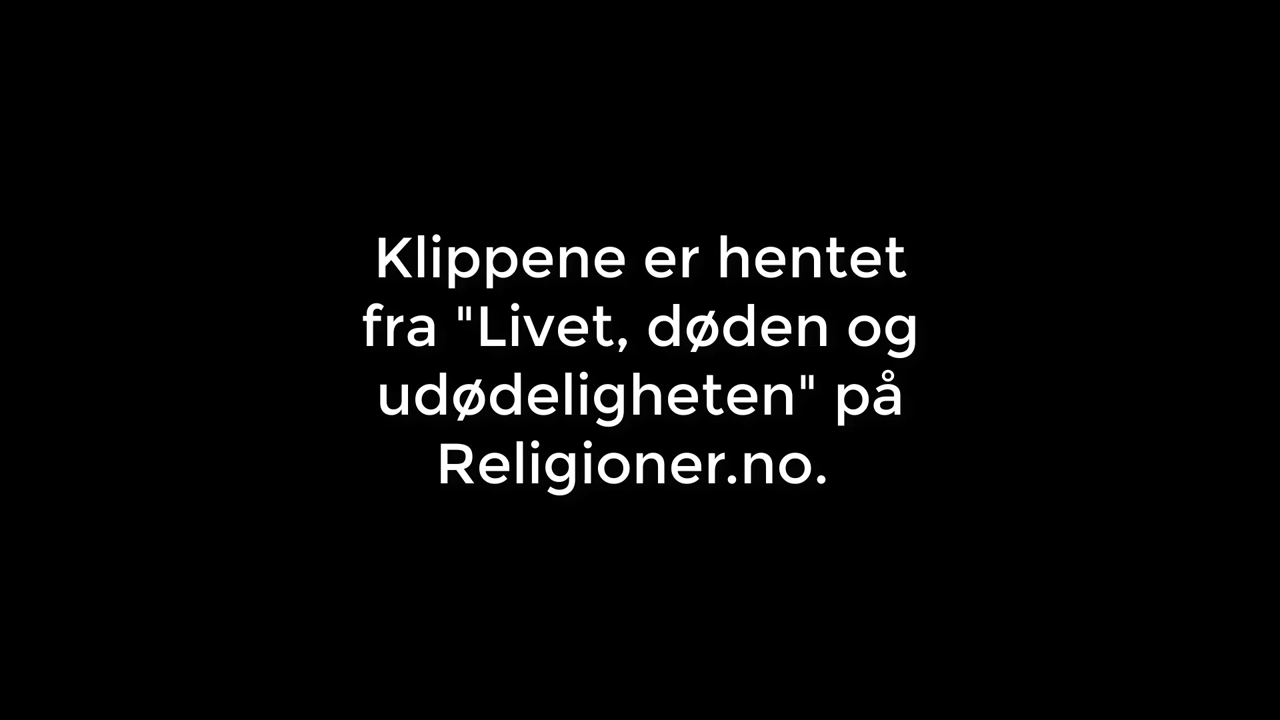 Klippene er hentet
fra "Livet, døden og
udødeligheten" på
Religioner.no.